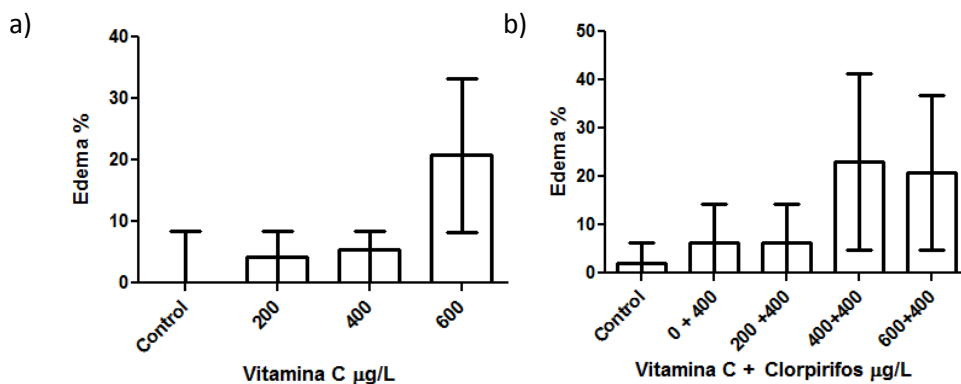 a)
Edema %
40
30
20
10
0
Control
200
400
600
Vitamina C µg/L
b)
Edema %
50
40
30
20
10
0
Control
0 + 400
200 +400
400+400
600+400
Vitamina C + Clorpirifos µg/L